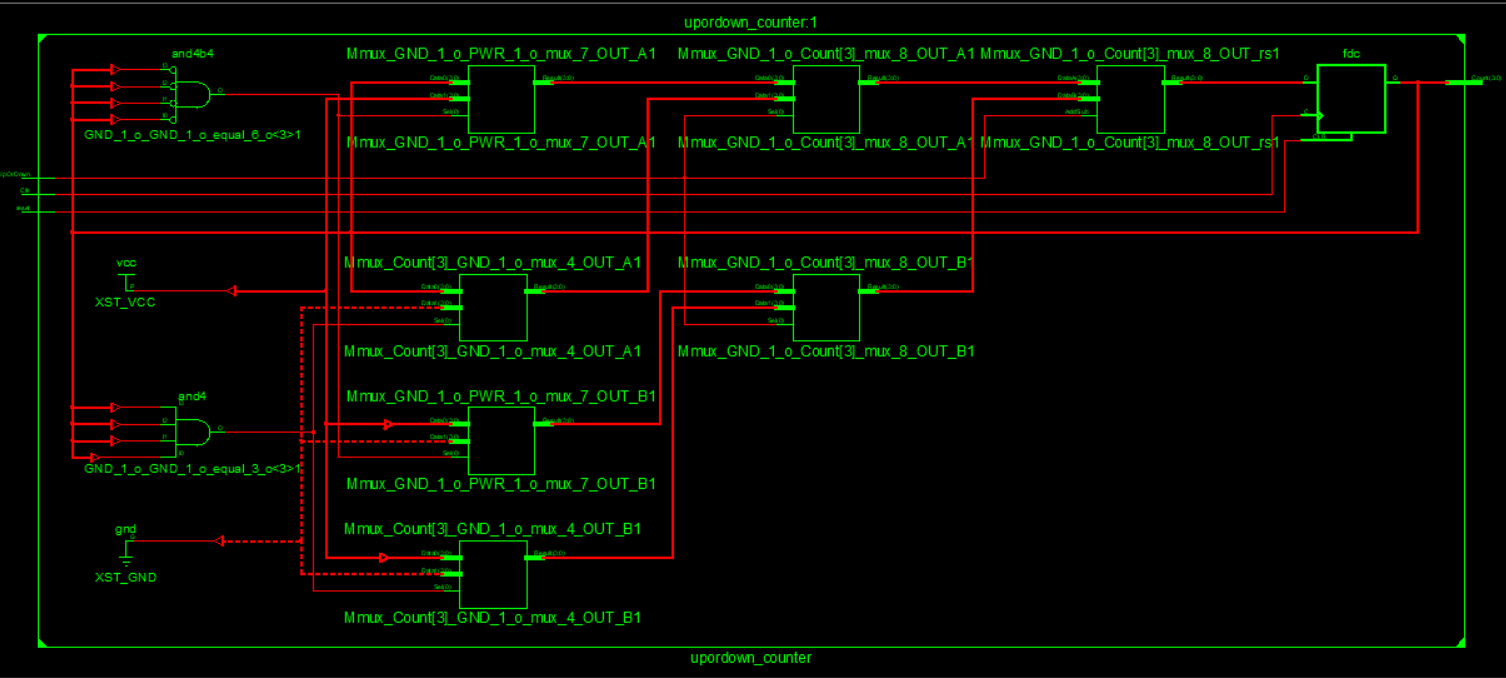 upordown_counter:1
and4b4
Mmux_GND_1_o_PWR_1_o_mux_7_OUT_A1
Mmux_GND_1_o_Count[3]_mux_8_OUT_A1
Mmux_GND_1_o_Count[3]_mux_8_OUT_rs1
fdc
GND_1_o_GND_1_o_equal_6_o<3>1
Mmux_GND_1_o_PWR_1_o_mux_7_OUT_A1
Mmux_GND_1_o_Count[3]_mux_8_OUT_A1
Mmux_GND_1_o_Count[3]_mux_8_OUT_rs1
vcc
XST_VCC
Mmux_Count[3]_GND_1_o_mux_4_OUT_A1
Mmux_GND_1_o_Count[3]_mux_8_OUT_B1
Mmux_Count[3]_GND_1_o_mux_4_OUT_A1
Mmux_GND_1_o_Count[3]_mux_8_OUT_B1
and4
Mmux_GND_1_o_PWR_1_o_mux_7_OUT_B1
GND_1_o_GND_1_o_equal_3_o<3>1
Mmux_GND_1_o_PWR_1_o_mux_7_OUT_B1
gnd
XST_GND
Mmux_Count[3]_GND_1_o_mux_4_OUT_B1
Mmux_Count[3]_GND_1_o_mux_4_OUT_B1
upordown_counter